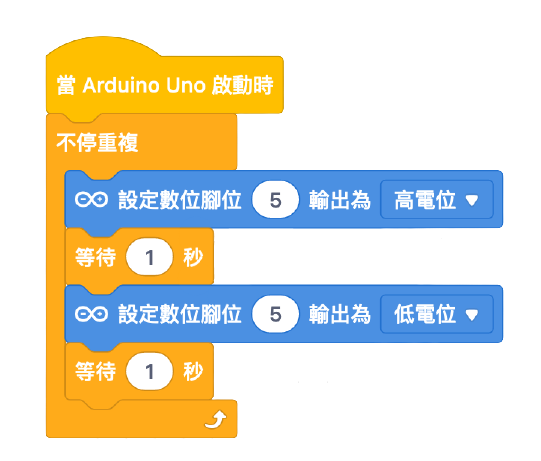 當 Arduino Uno 啟動時
不停重複
設定數位腳位 5 輸出為 高電位
等待 1 秒
設定數位腳位 5 輸出為 低電位
等待 1 秒